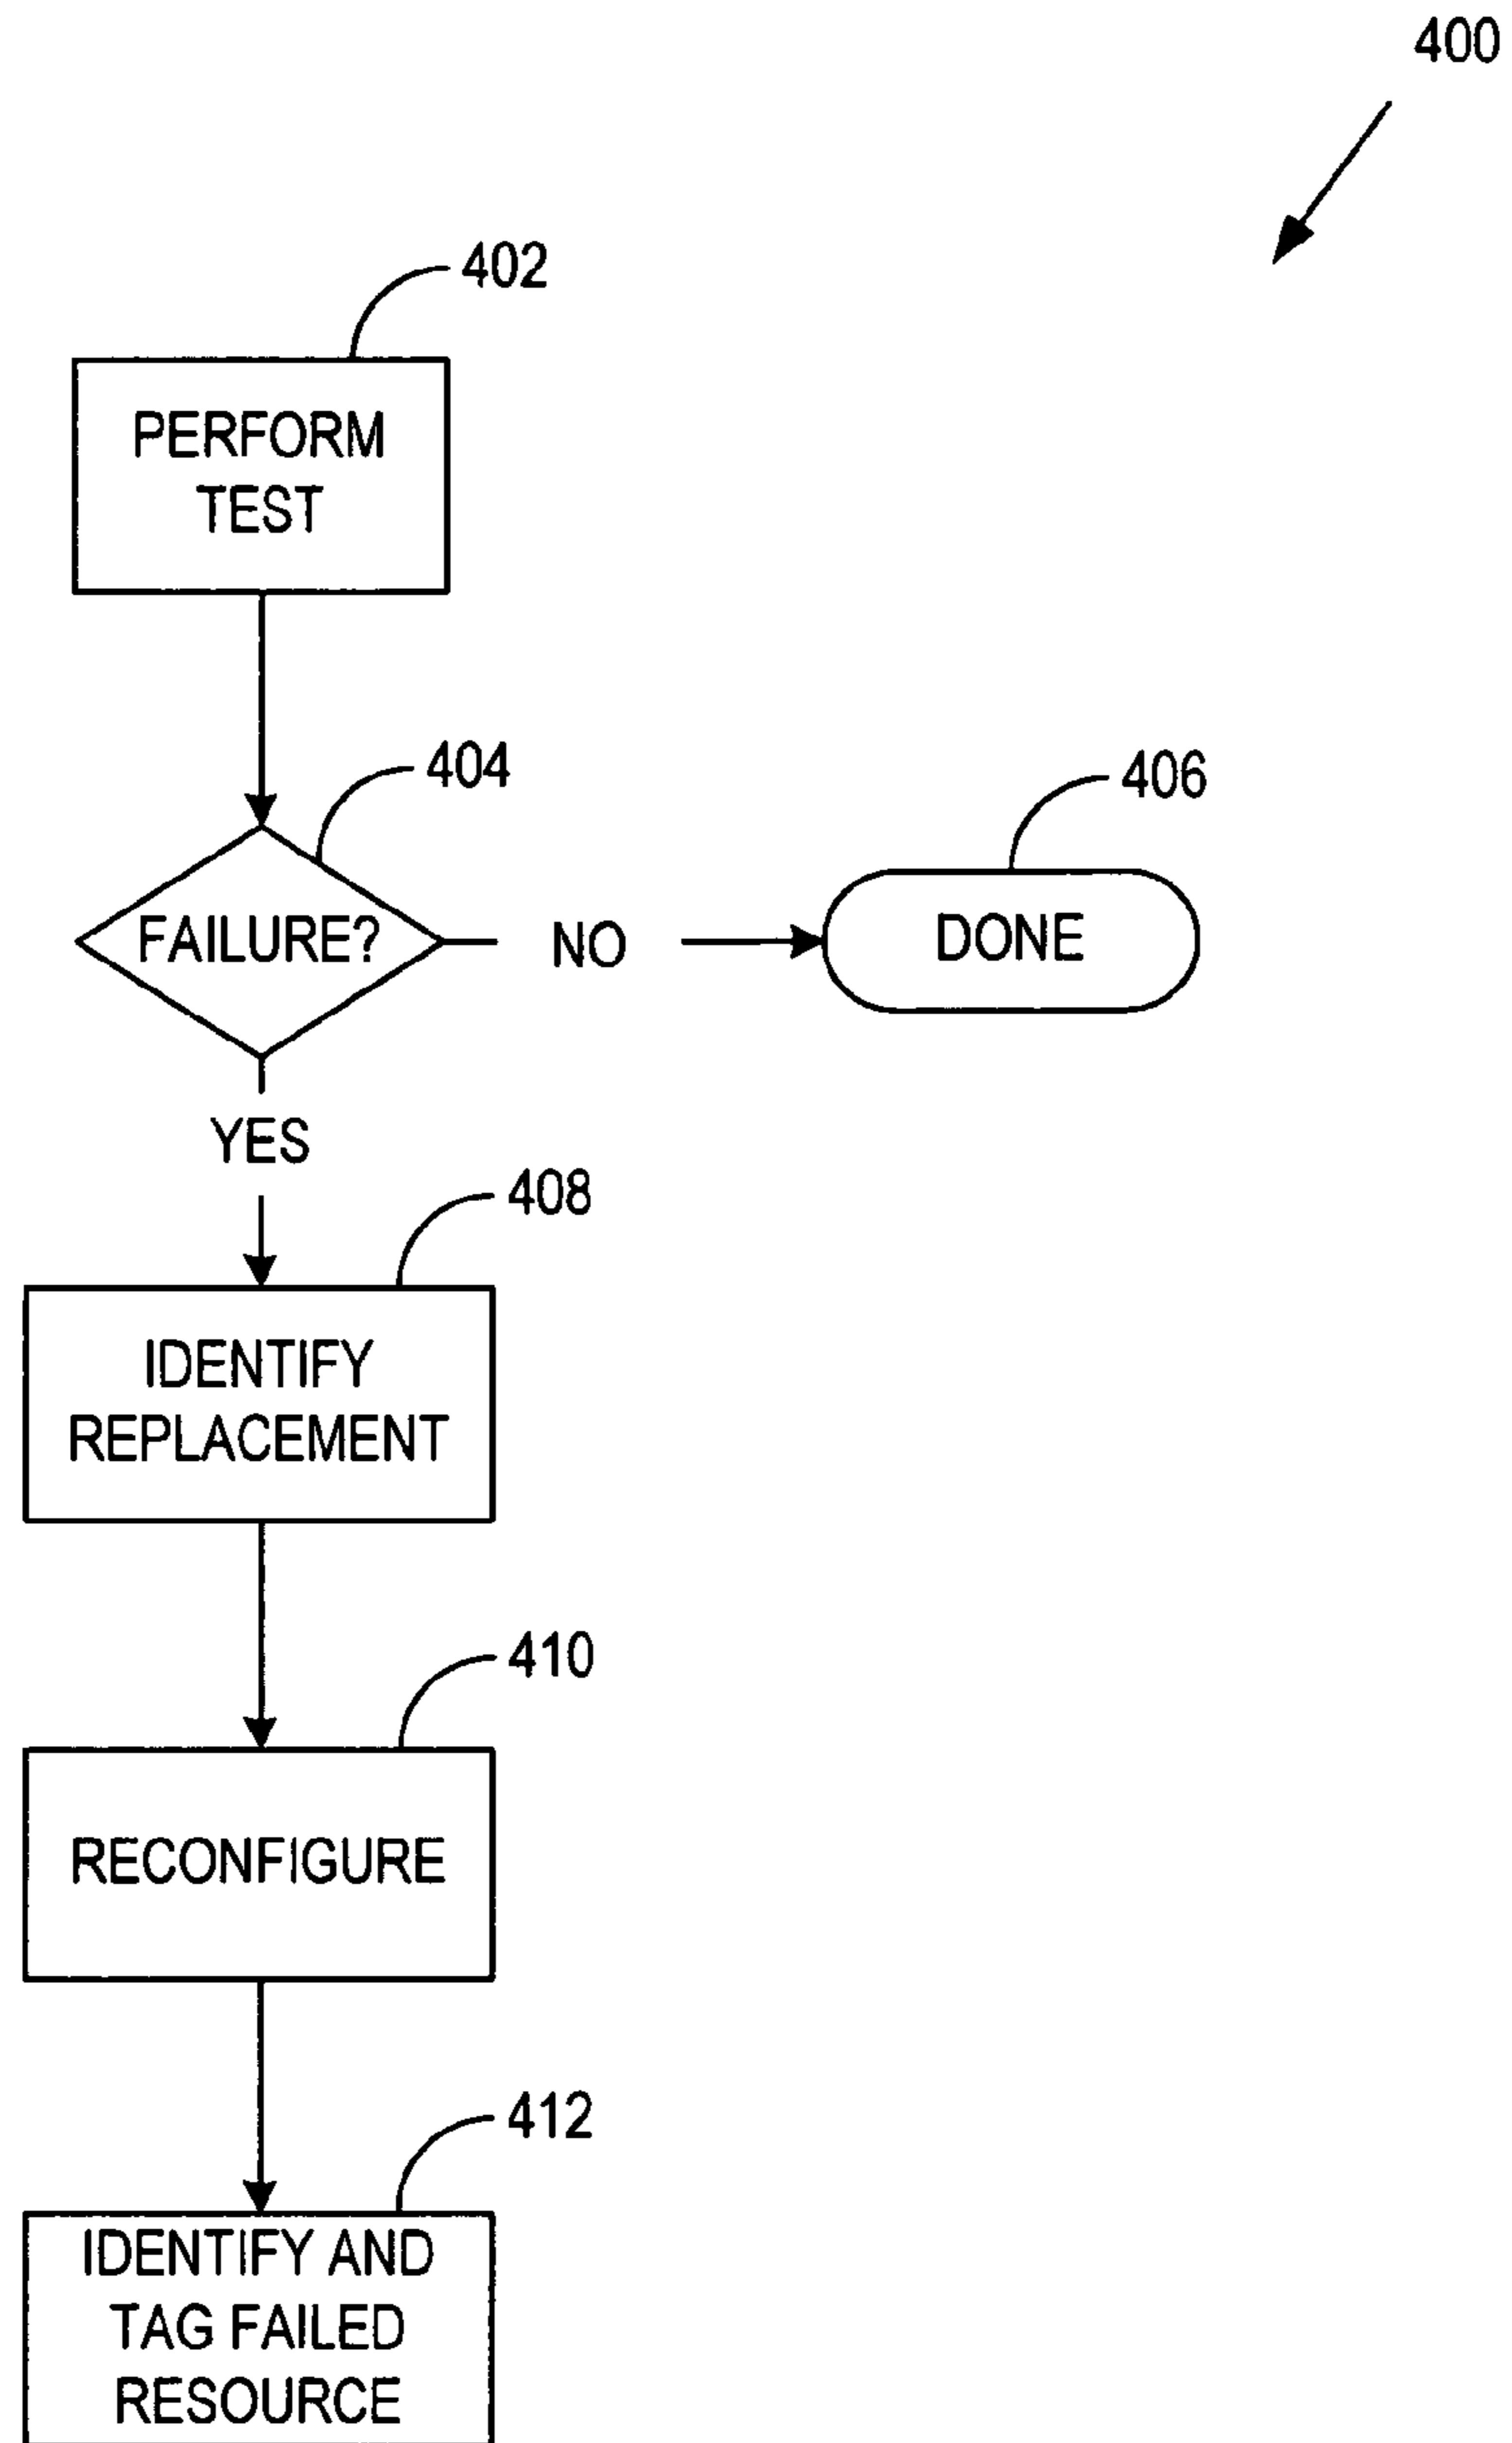 400
402
PERFORM
TEST
404
406
FAILURE?
NO
DONE
YES
408
IDENTIFY
REPLACEMENT
410
RECONFIGURE
412
IDENTIFY AND
TAG FAILED
RESOURCE